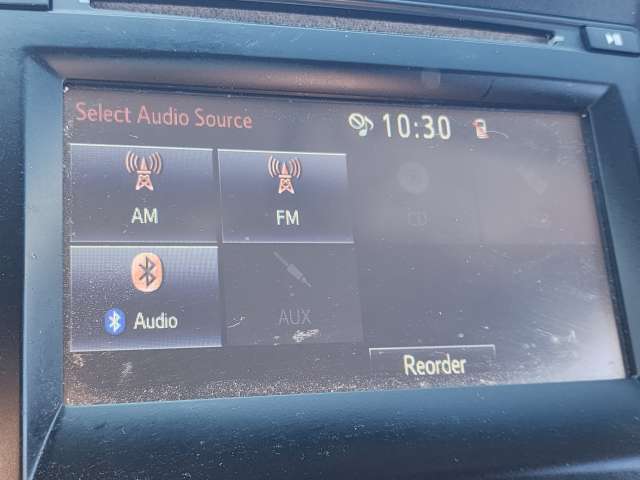 Select Audio Source
10:30
AM
FM
CD
Audio
AUX
Reorder